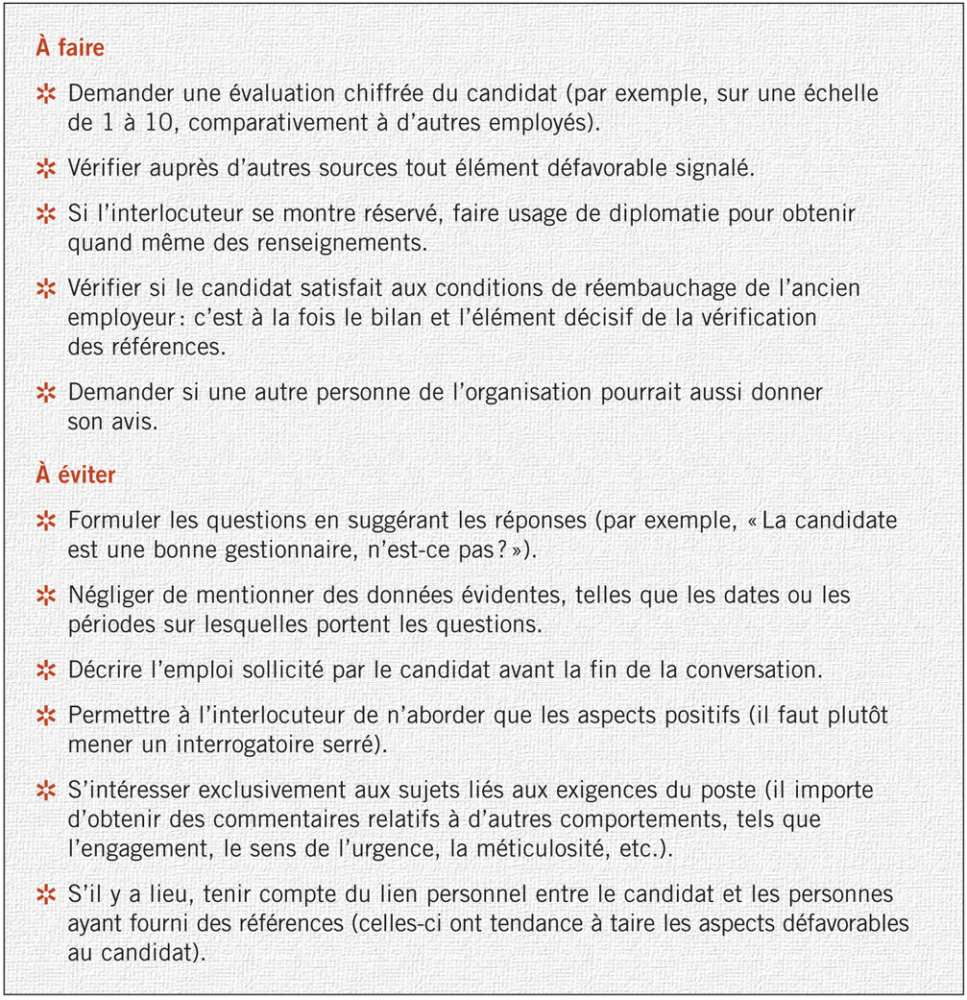 À faire
✲ Demander une évaluation chiffrée du candidat (par exemple, sur une échelle
de 1 à 10, comparativement à d’autres employés).
✲ Vérifier auprès d’autres sources tout élément défavorable signalé.
✲ Si l’interlocuteur se montre réservé, faire usage de diplomatie pour obtenir
quand même des renseignements.
✲ Vérifier si le candidat satisfait aux conditions de réembauchage de l’ancien
employeur : c’est à la fois le bilan et l’élément décisif de la vérification
des références.
✲ Demander si une autre personne de l’organisation pourrait aussi donner
son avis.
À éviter
✲ Formuler les questions en suggérant les réponses (par exemple, « La candidate
est une bonne gestionnaire, n’est-ce pas ? »).
✲ Négliger de mentionner des données évidentes, telles que les dates ou les
périodes sur lesquelles portent les questions.
✲ Décrire l’emploi sollicité par le candidat avant la fin de la conversation.
✲ Permettre à l’interlocuteur de n’aborder que les aspects positifs (il faut plutôt
mener un interrogatoire serré).
✲ S’intéresser exclusivement aux sujets liés aux exigences du poste (il importe
d’obtenir des commentaires relatifs à d’autres comportements, tels que
l’engagement, le sens de l’urgence, la méticulosité, etc.).
✲ S’il y a lieu, tenir compte du lien personnel entre le candidat et les personnes
ayant fourni des références (celles-ci ont tendance à taire les aspects défavorables
au candidat).